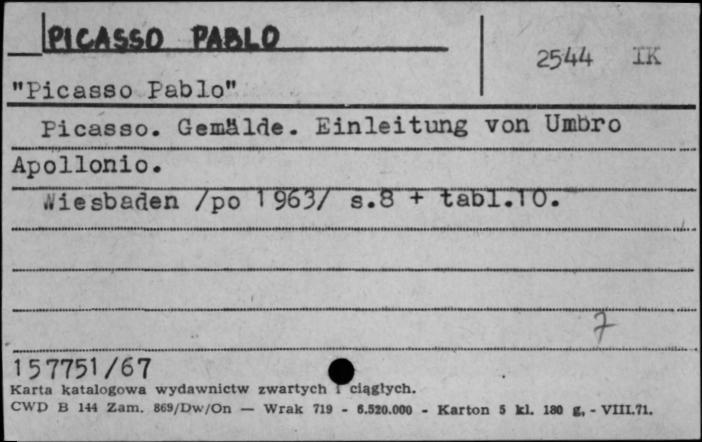 PICASSO PABLO
2544 IK
"Picasso Pablo"
Picasso. Gemälde. Einleitung von Umbro
Apollonio.
Wiesbaden /po 1963/ s.8 + tabl.10.
7
157751/67
Karta katalogowa wydawnictw zwartych i ciągłych.
CWD B 144 Zam. 869/Dw/On — Wrak 719 - 6.520.000 - Karton 5 kl. 180 g. - VIII.71.